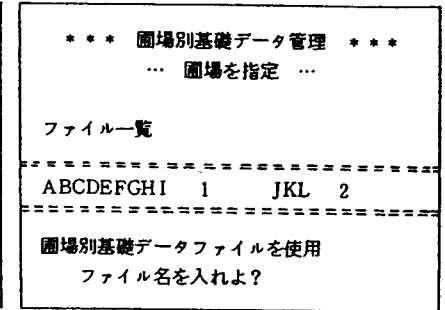 ＊ ＊ ＊ 圃場別基礎データ管理 ＊ ＊ ＊
… 圃場を指定 …
ファイル一覧
==============================
ABCDEFGHI 1 JKL 2
==============================
圃場別基礎データファイルを使用
ファイル名を入れよ?